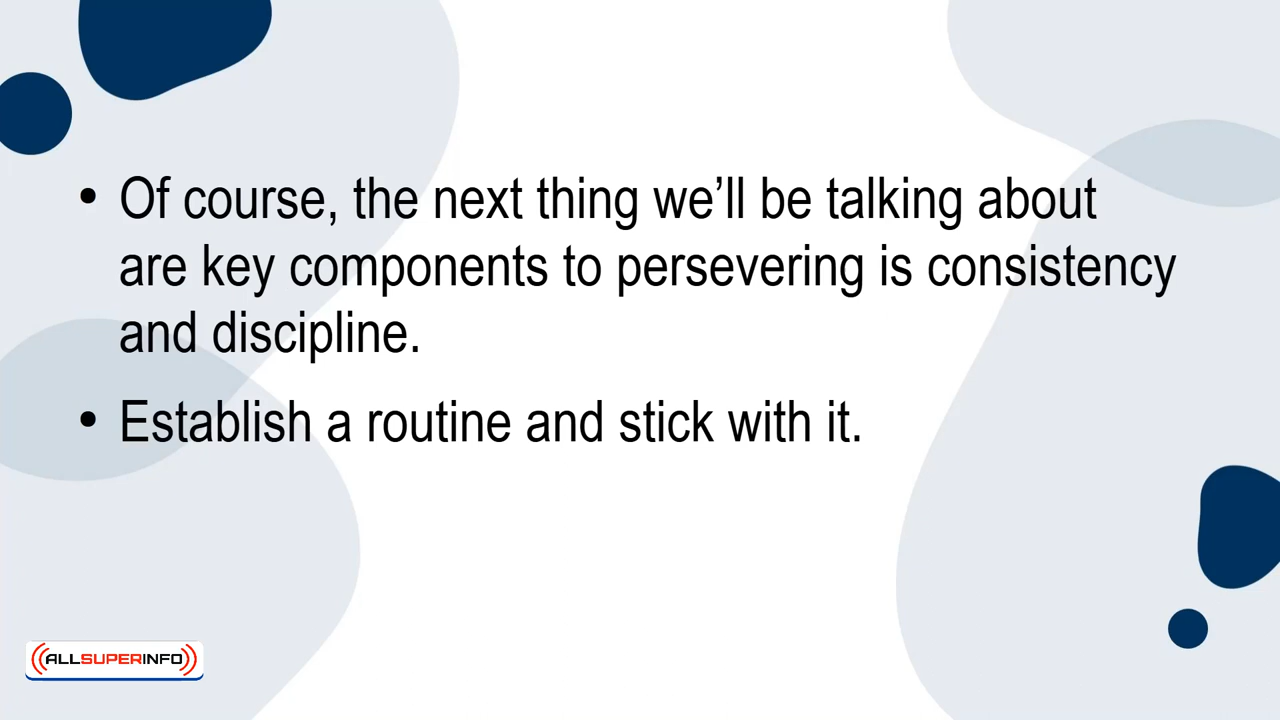 • Of course, the next thing we’ll be talking about
are key components to persevering is consistency
and discipline.
• Establish a routine and stick with it.
ALLSUPERINFO